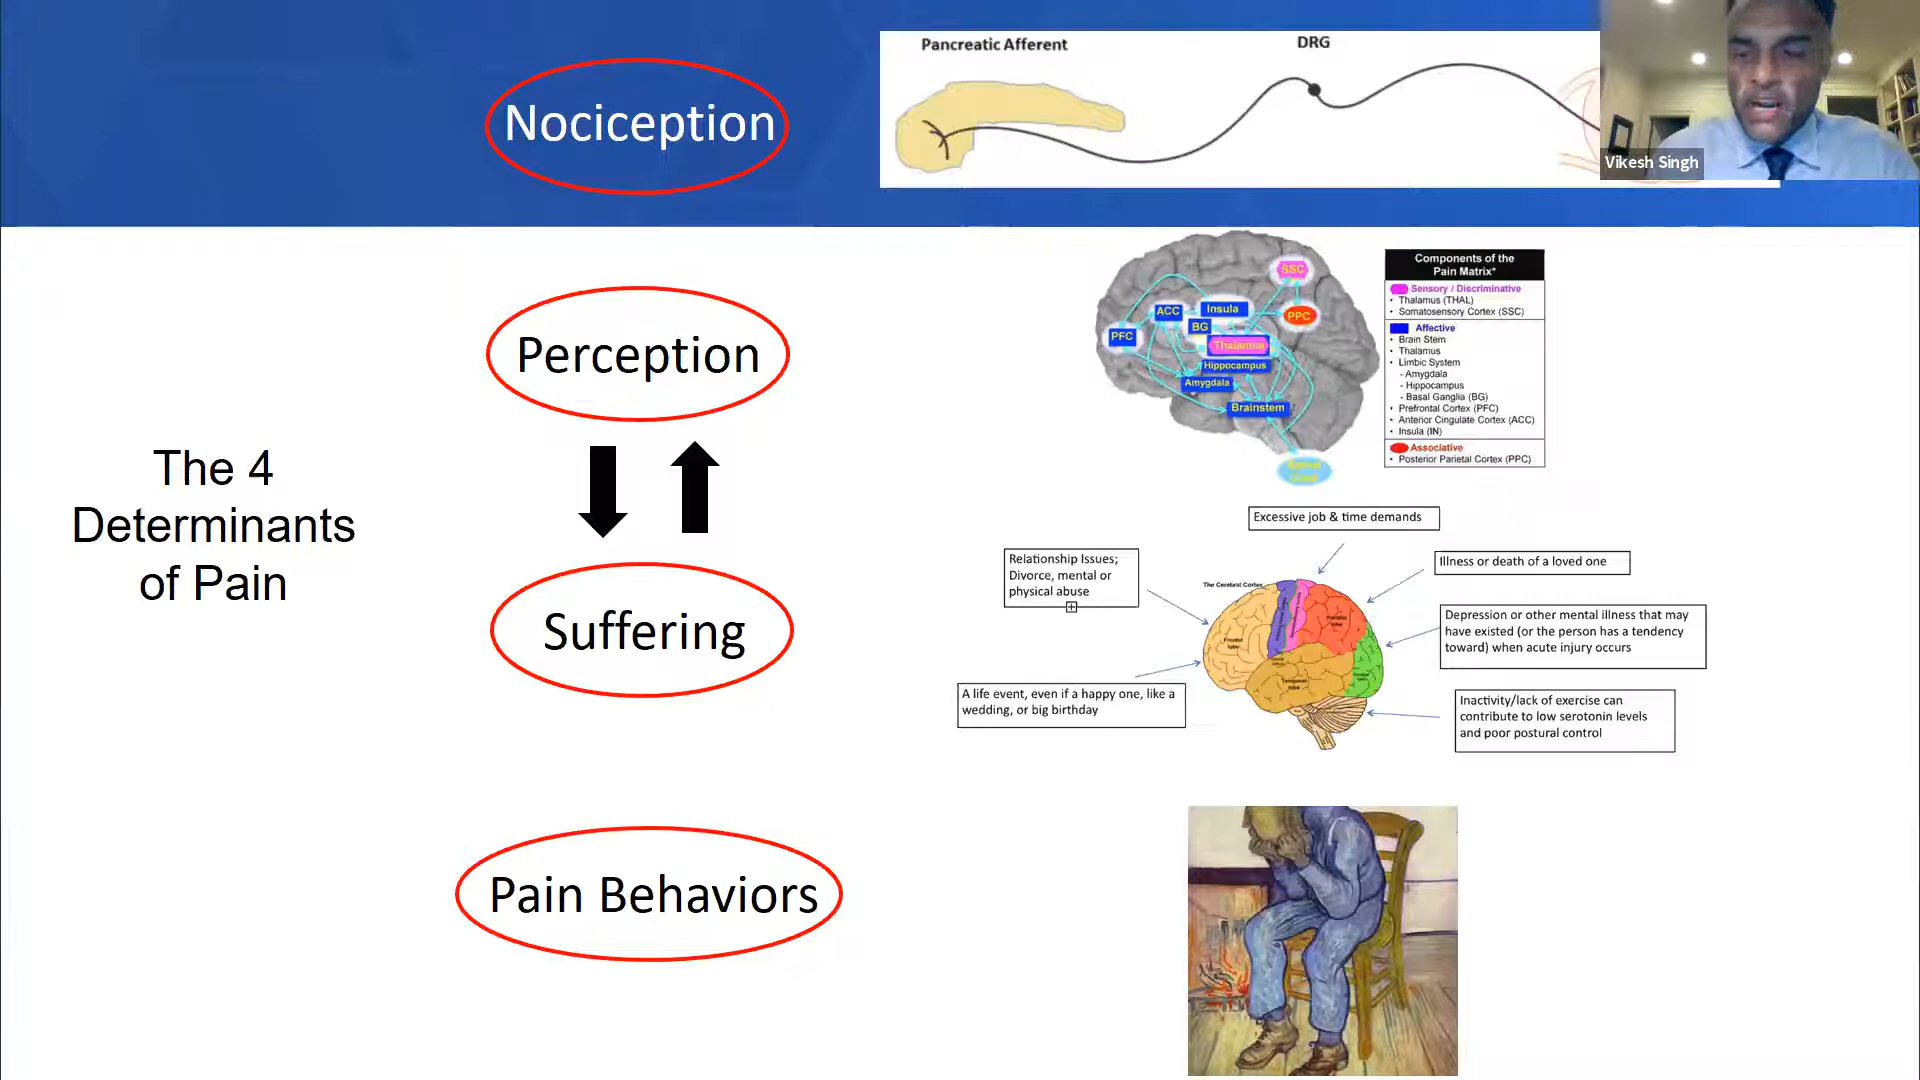 Pancreatic Afferent
DRG
Nociception
Vikesh Singh
Perception
The 4
Determinants
of Pain
Suffering
Pain Behaviors
SSC
ACC
Insula
PPC
BG
PFC
Thalamus
Hippocampus
Amygdala
Brainstem
Components of the
Pain Matrix*
Sensory / Discriminative
• Thalamus (THAL)
• Somatosensory Cortex (SSC)
Affective
• Brain Stem
• Thalamus
• Limbic System
- Amygdala
- Hippocampus
- Basal Ganglia (BG)
• Prefrontal Cortex (PFC)
• Anterior Cingulate Cortex (ACC)
• Insula (IN)
Associative
• Posterior Parietal Cortex (PPC)
Excessive job & time demands
Relationship Issues;
Divorce, mental or
physical abuse
Illness or death of a loved one
The Cerebral Cortex
Depression or other mental illness that may
have existed (or the person has a tendency
toward) when acute injury occurs
Frontal
lobe
Parietal
lobe
Temporal
lobe
A life event, even if a happy one, like a
wedding, or big birthday
Inactivity/lack of exercise can
contribute to low serotonin levels
and poor postural control